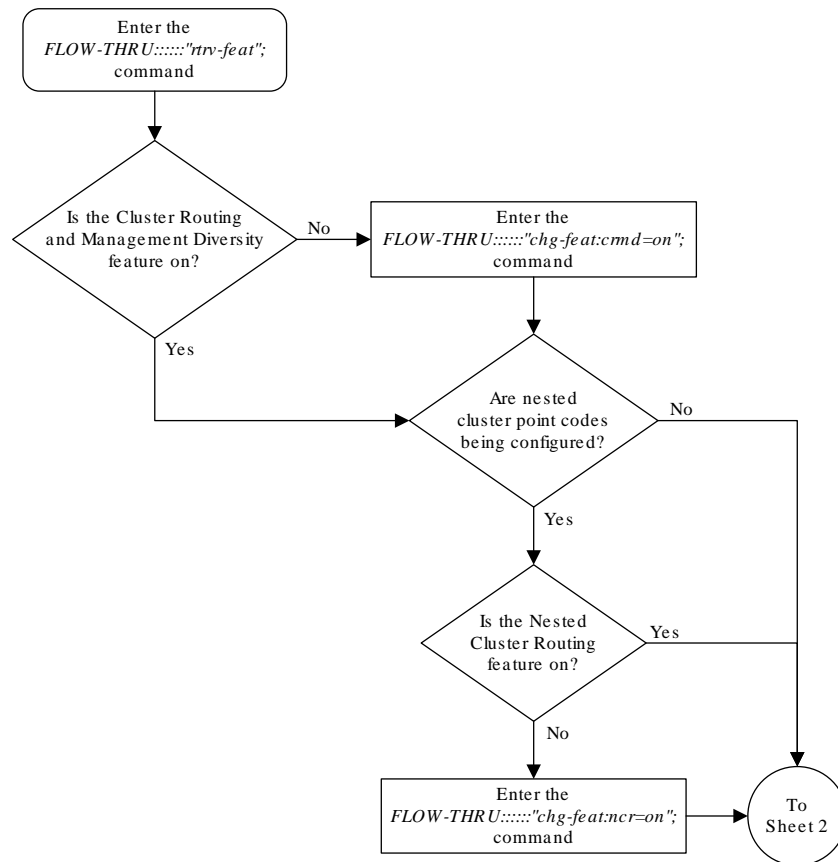 Enter the
FLOW-THRU::::::"rtrv-feat";
command
Is the Cluster Routing
and Management Diversity
feature on?
No
Enter the
FLOW-THRU::::::"chg-feat:crmd=on";
command
Yes
Are nested
cluster point codes
being configured?
No
Yes
Is the Nested
Cluster Routing
feature on?
Yes
No
Enter the
FLOW-THRU::::::"chg-feat:ncr=on";
command
To
Sheet 2